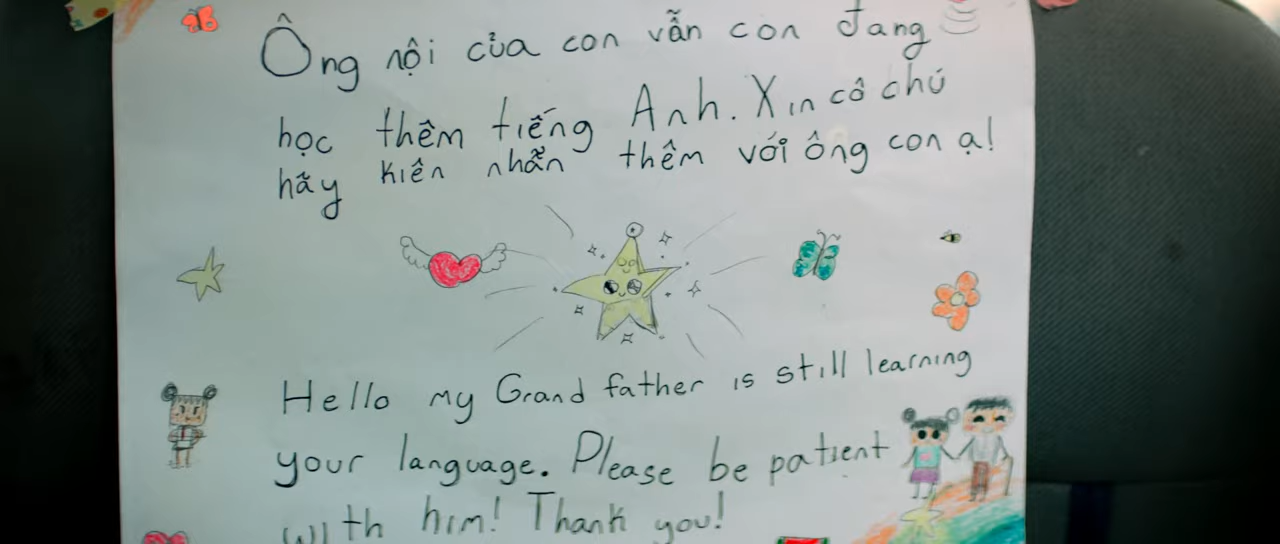 Ông nội của con vẫn còn đang
học thêm tiếng Anh. Xin cô chú
hãy kiên nhẫn thêm với ông con ạ!
Hello my Grand father is still learning
your language. Please be patient
with him! Thank you!